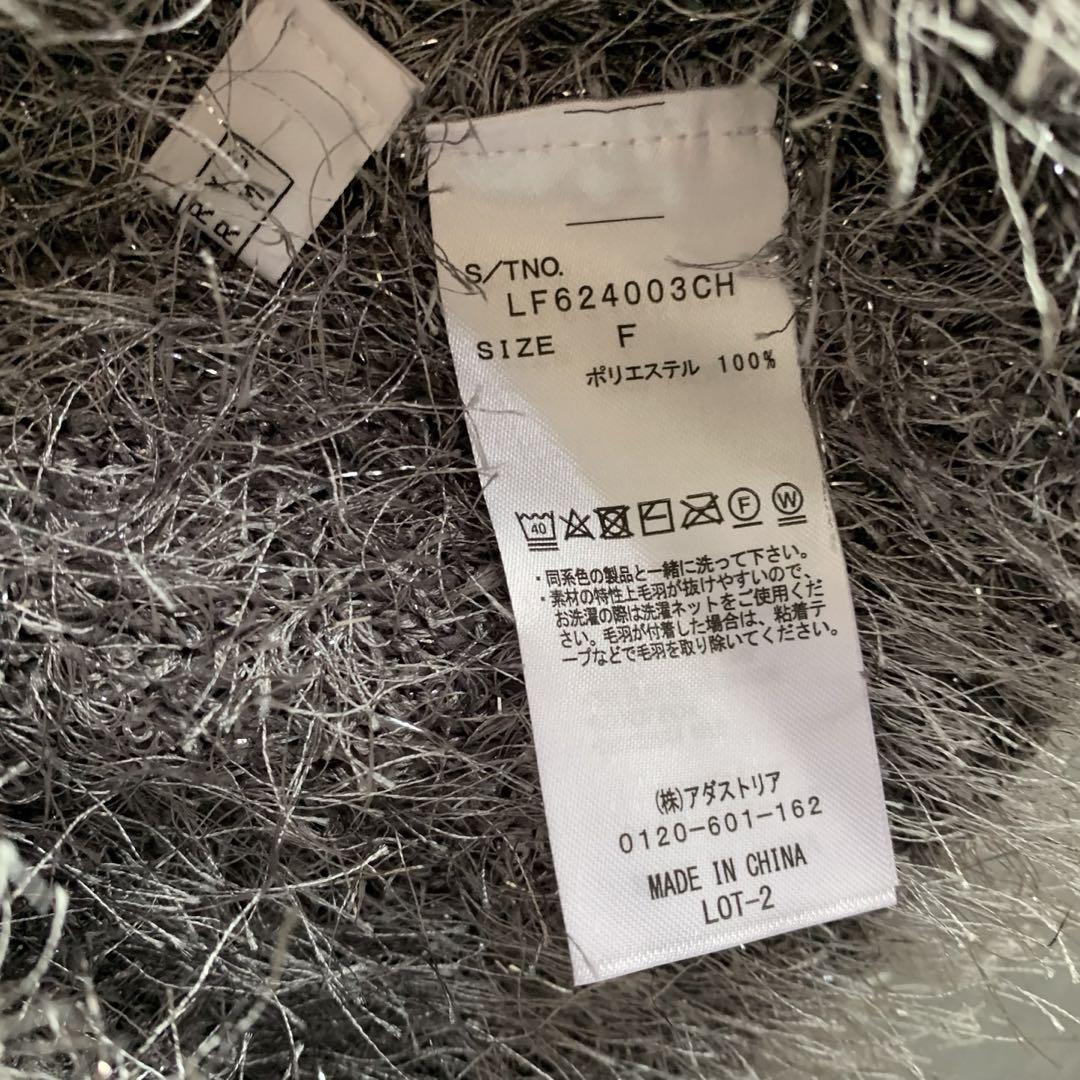 S/TNO.
LF624003CH
SIZE F
ポリエステル 100%
40
F
W
・同系色の製品と一緒に洗って下さい。
・素材の特性上毛羽が抜けやすいので、
お洗濯の際は洗濯ネットをご使用くだ
さい。毛羽が付着した場合は、粘着テ
ープなどで毛羽を取り除いてください。
(株)アダストリア
0120-601-162
MADE IN CHINA
LOT-2